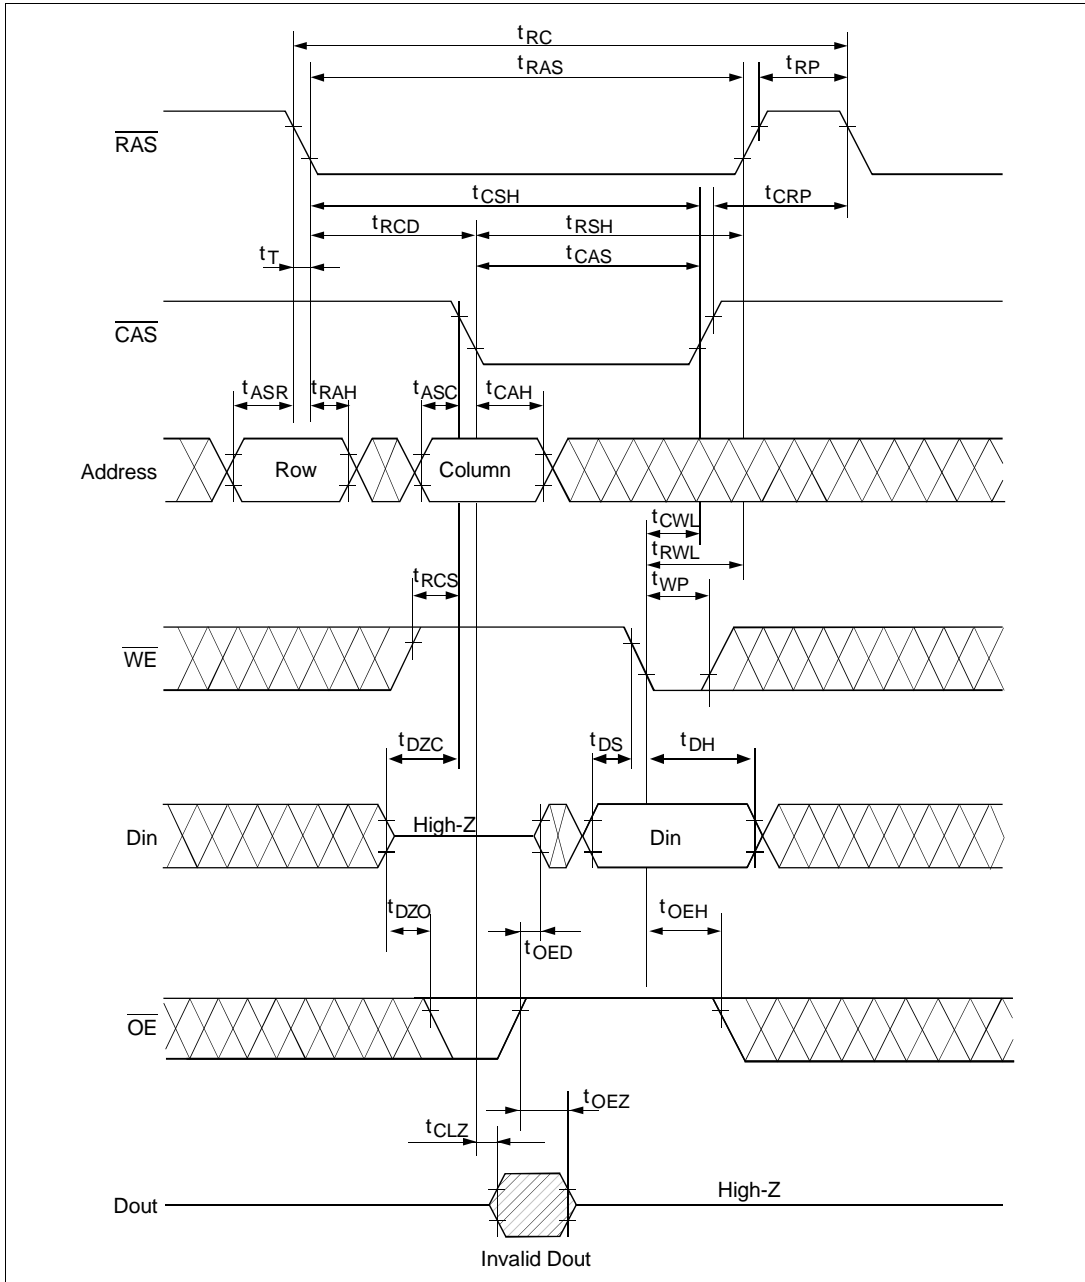 tRC
tRAS
tRP
RAS
tCSH
tCRP
tRCD
tRSH
tT
tCAS
CAS
tASR
tRAH
tASC
tCAH
Address
Row
Column
tCWL
tRWL
tRCS
tWP
WE
tDZC
tDS
tDH
Din
High-Z
Din
tDZO
tOED
tOEH
OE
tOEZ
tCLZ
Dout
High-Z
Invalid Dout